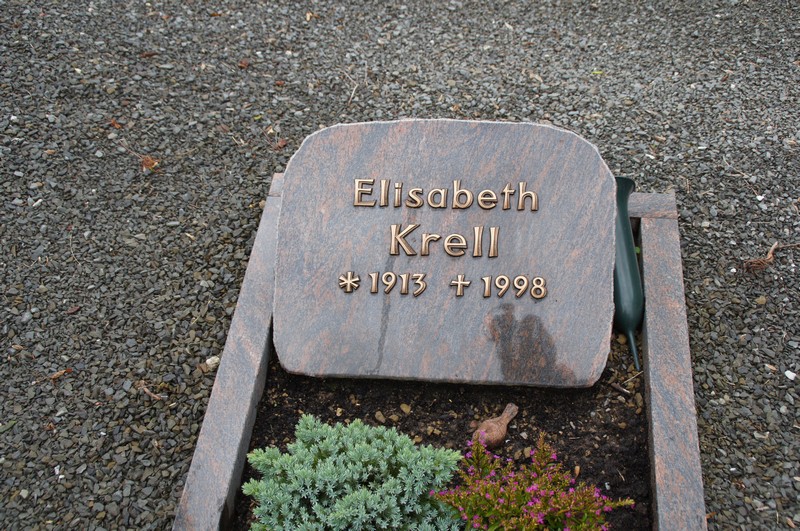 Elisabeth
Krell
* 1913 † 1998